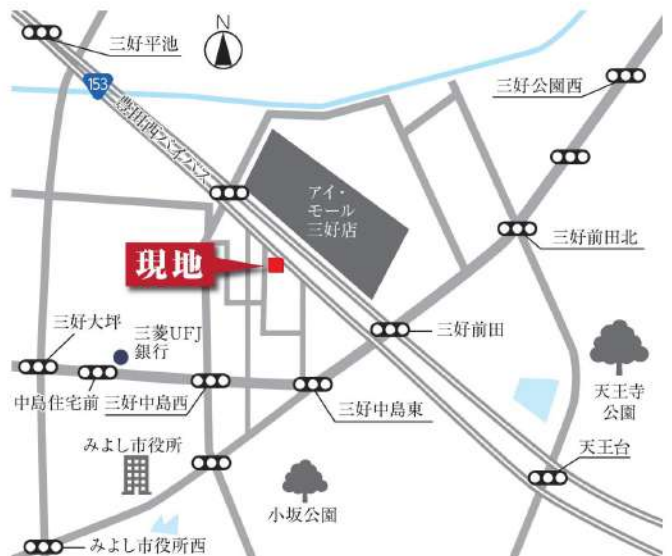 N
三好平池
153
豊田西バイパス
三好公園西
アイ・
モール
三好店
三好前田北
現地
三好大坪
三菱UFJ
銀行
三好前田
天王寺
公園
中島住宅前
三好中島西
三好中島東
みよし市役所
天王台
小坂公園
みよし市役所西